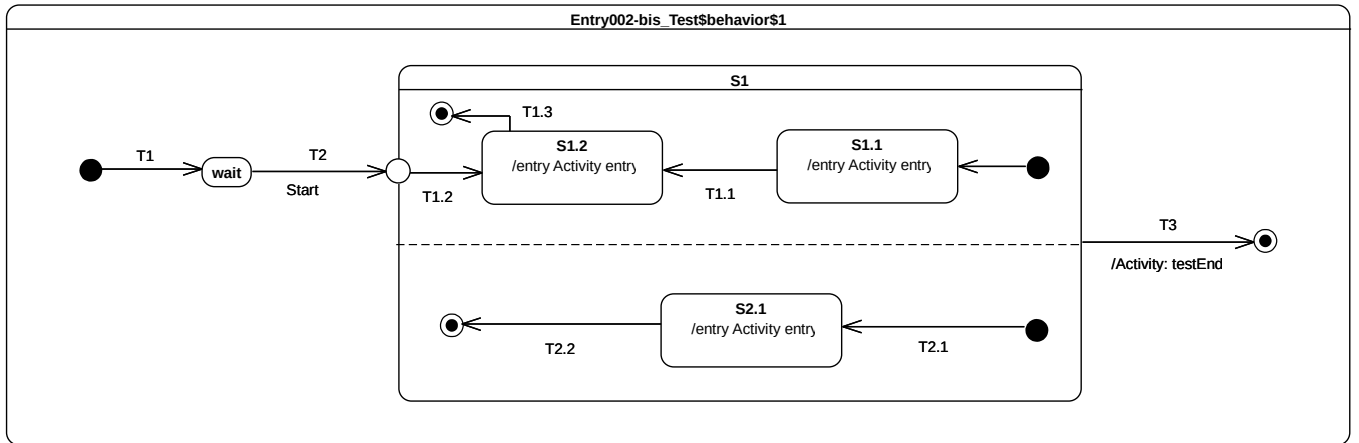 Entry002-bis_Test$behavior$1
S1
T1
wait
T2
Start
T1.2
T1.3
S1.2
/entry Activity entry
T1.1
S1.1
/entry Activity entry
T3
/Activity: testEnd
S2.1
/entry Activity entry
T2.2
T2.1